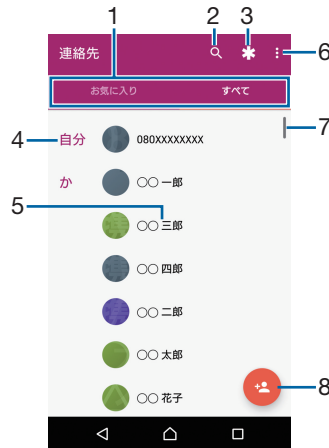 1
2
3
連絡先
6
お気に入り すべて
4 自分 080XXXXXXXX
7
か ○○ 一郎
5
○○ 三郎
○○ 四郎
○○ 二郎
○○ 太郎
8
○○ 花子